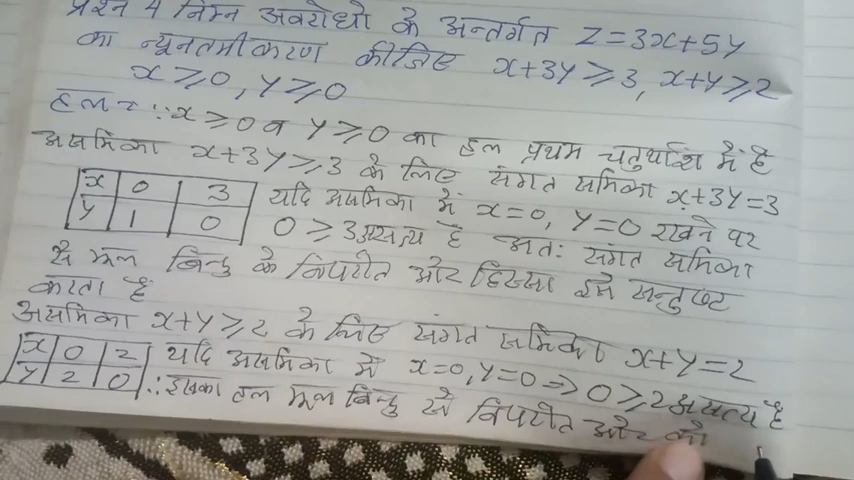 प्रश्न 4 निम्न अवरोधो के अन्तर्गत Z=3x+5y
का न्यूनतमीकरण कीजिए x+3y≥3, x+y≥2
x≥0, y≥0
हल:- ∵ x≥0 व y≥0 का हल प्रथम चतुर्थांश में है
असमिका x+3y≥3 के लिए संगत समिका x+3y=3
x 0 3 यदि असमिका में x=0, y=0 रखने पर
y 1 0 0≥3 असत्य है अतः संगत समिका
से मूल बिन्दु के विपरीत ओर हिस्सा इसे सन्तुष्ट
करता है
असमिका x+y≥2 के लिए संगत समिका x+y=2
x 0 2 यदि असमिका में x=0, y=0 ⇒ 0≥2 असत्य है
y 2 0 ∴ इसका हल मूल बिन्दु से विपरीत ओर को